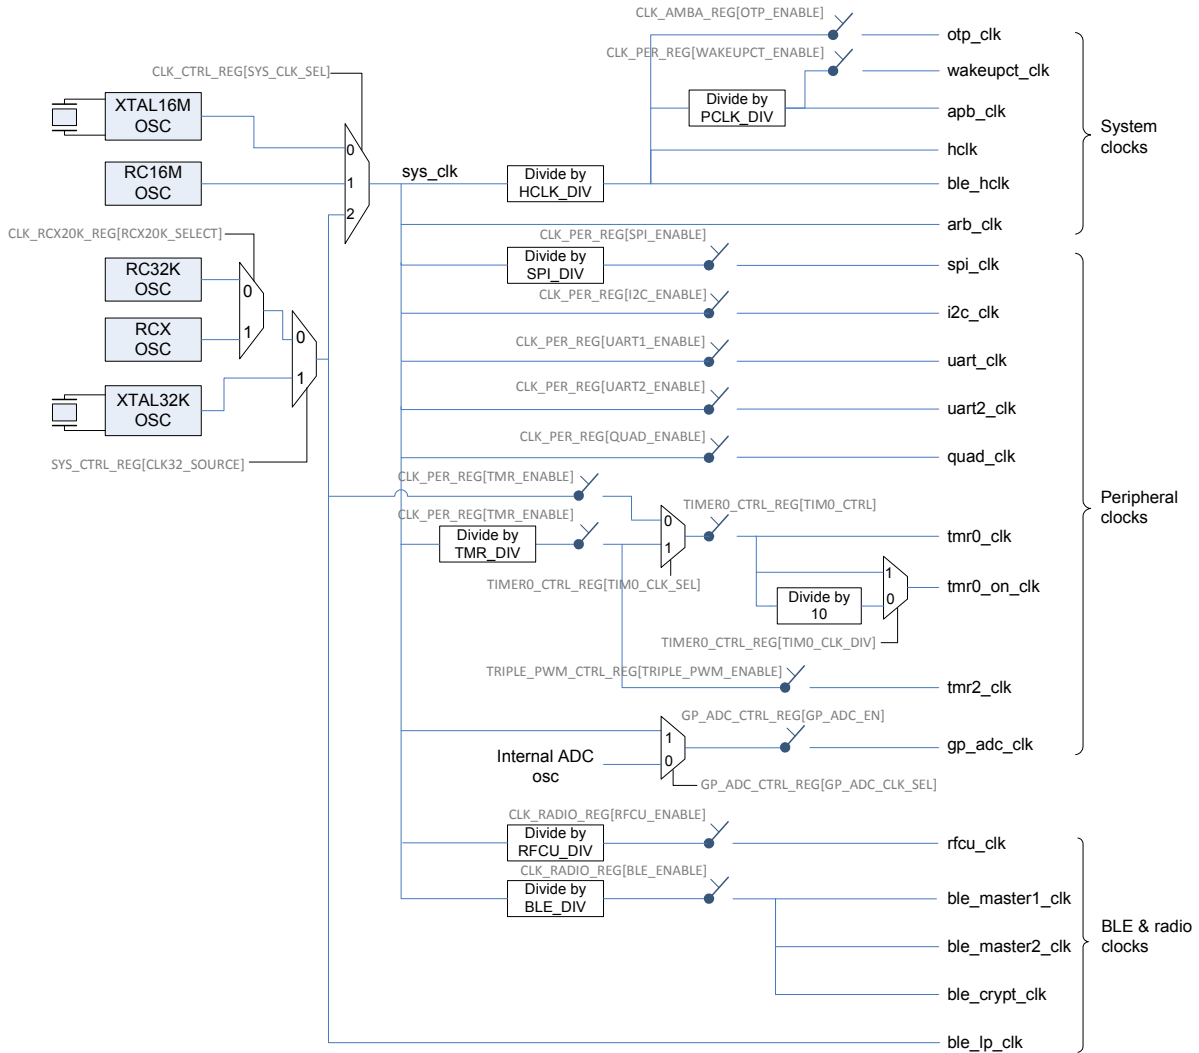 CLK_AMBA_REG[OTP_ENABLE]
otp_clk
CLK_PER_REG[WAKEUPCT_ENABLE]
wakeupct_clk
CLK_CTRL_REG[SYS_CLK_SEL]
XTAL16M
OSC
Divide by
PCLK_DIV
apb_clk
System
clocks
0
hclk
RC16M
OSC
1
sys_clk
Divide by
HCLK_DIV
ble_hclk
2
arb_clk
CLK_RCX20K_REG[RCX20K_SELECT]
CLK_PER_REG[SPI_ENABLE]
RC32K
OSC
0
Divide by
SPI_DIV
spi_clk
CLK_PER_REG[I2C_ENABLE]
i2c_clk
RCX
OSC
1
0
CLK_PER_REG[UART1_ENABLE]
uart_clk
1
CLK_PER_REG[UART2_ENABLE]
XTAL32K
OSC
uart2_clk
CLK_PER_REG[QUAD_ENABLE]
quad_clk
SYS_CTRL_REG[CLK32_SOURCE]
CLK_PER_REG[TMR_ENABLE]
TIMER0_CTRL_REG[TIM0_CTRL]
Peripheral
clocks
CLK_PER_REG[TMR_ENABLE]
0
Divide by
TMR_DIV
1
tmr0_clk
TIMER0_CTRL_REG[TIM0_CLK_SEL]
1
tmr0_on_clk
Divide by
10
0
TIMER0_CTRL_REG[TIM0_CLK_DIV]
TRIPLE_PWM_CTRL_REG[TRIPLE_PWM_ENABLE]
tmr2_clk
GP_ADC_CTRL_REG[GP_ADC_EN]
1
gp_adc_clk
Internal ADC
osc
0
GP_ADC_CTRL_REG[GP_ADC_CLK_SEL]
CLK_RADIO_REG[RFCU_ENABLE]
Divide by
RFCU_DIV
rfcu_clk
CLK_RADIO_REG[BLE_ENABLE]
Divide by
BLE_DIV
ble_master1_clk
BLE & radio
clocks
ble_master2_clk
ble_crypt_clk
ble_lp_clk